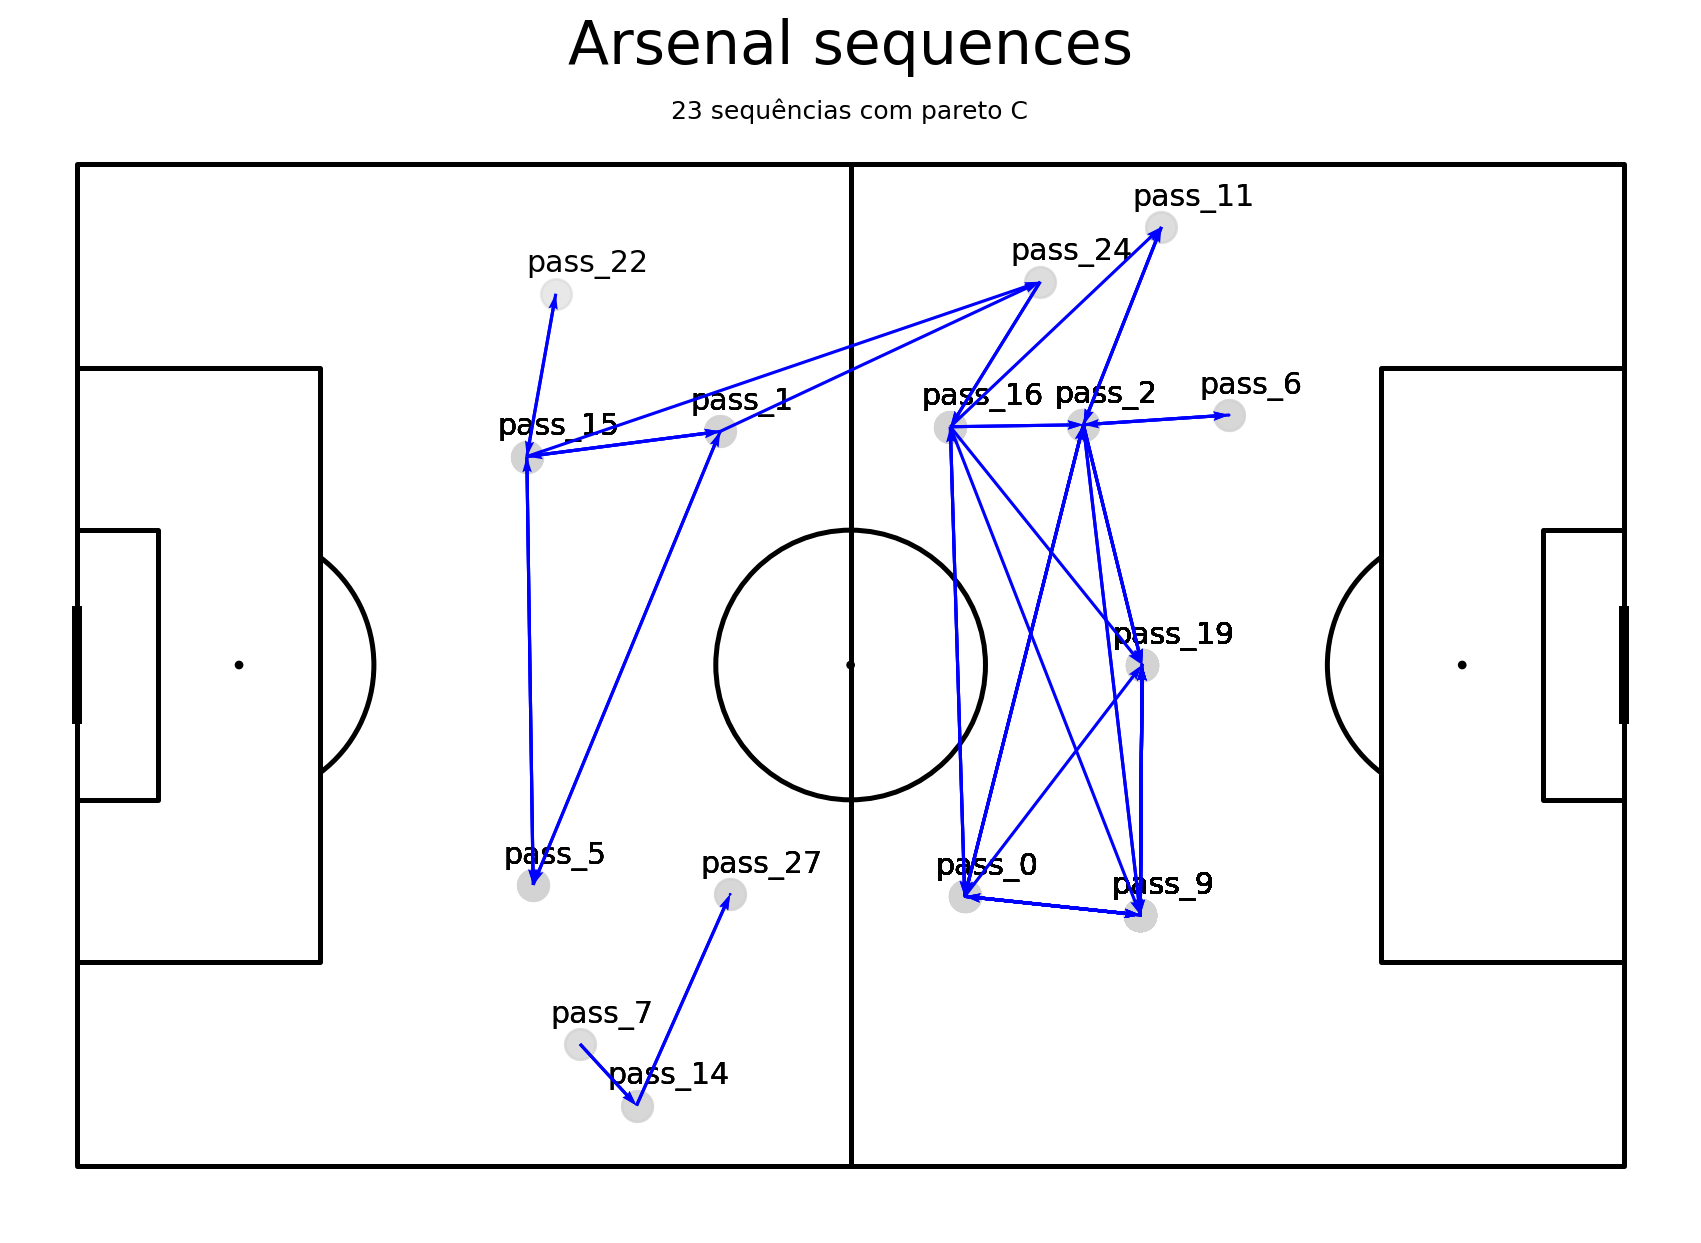 Arsenal sequences
23 sequências com pareto C
pass_11
pass_24
pass_22
pass_6
pass_16
pass_2
pass_1
pass_15
pass_19
pass_5
pass_27
pass_0
pass_9
pass_7
pass_14